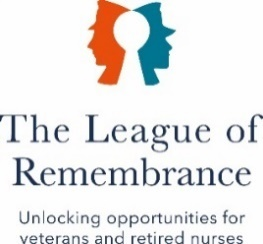 The League of
Remembrance
Unlocking opportunities for
veterans and retired nurses